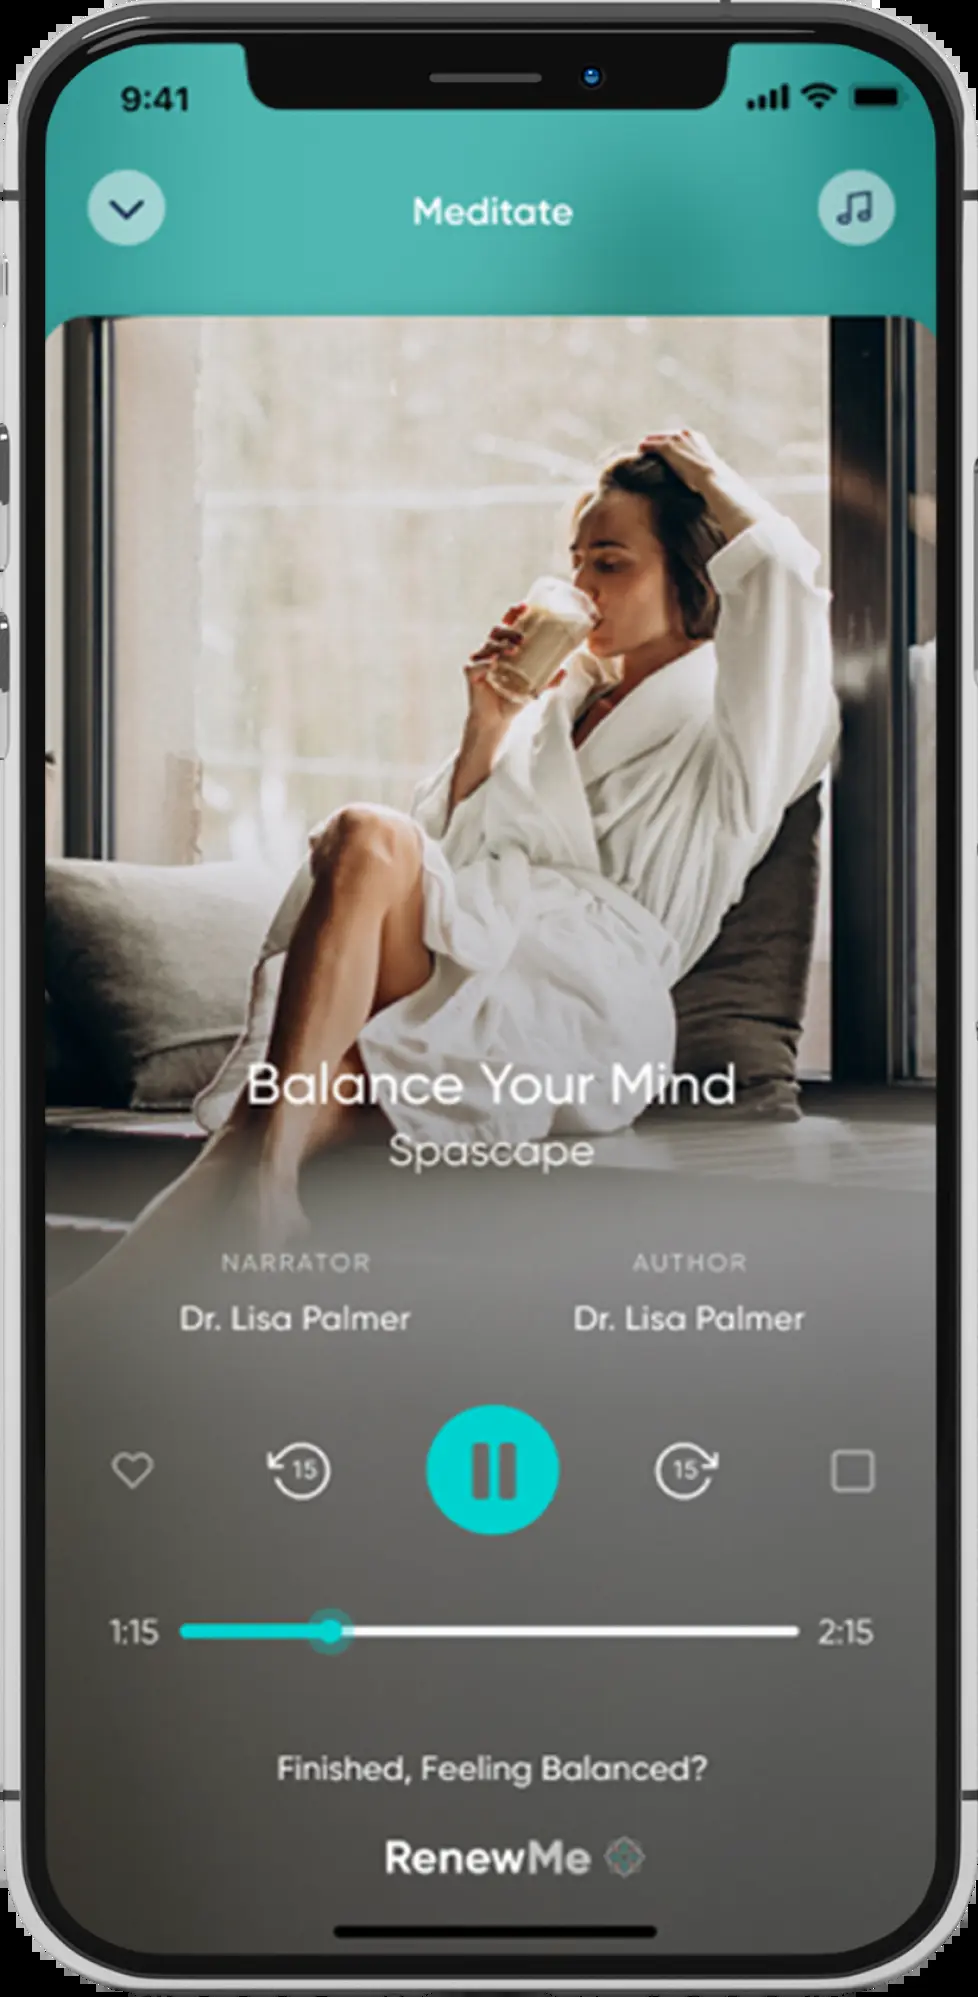 9:41
Meditate
Balance Your Mind
Spascape
NARRATOR
AUTHOR
Dr. Lisa Palmer
Dr. Lisa Palmer
15
15
1:15
2:15
Finished, Feeling Balanced?
RenewMe